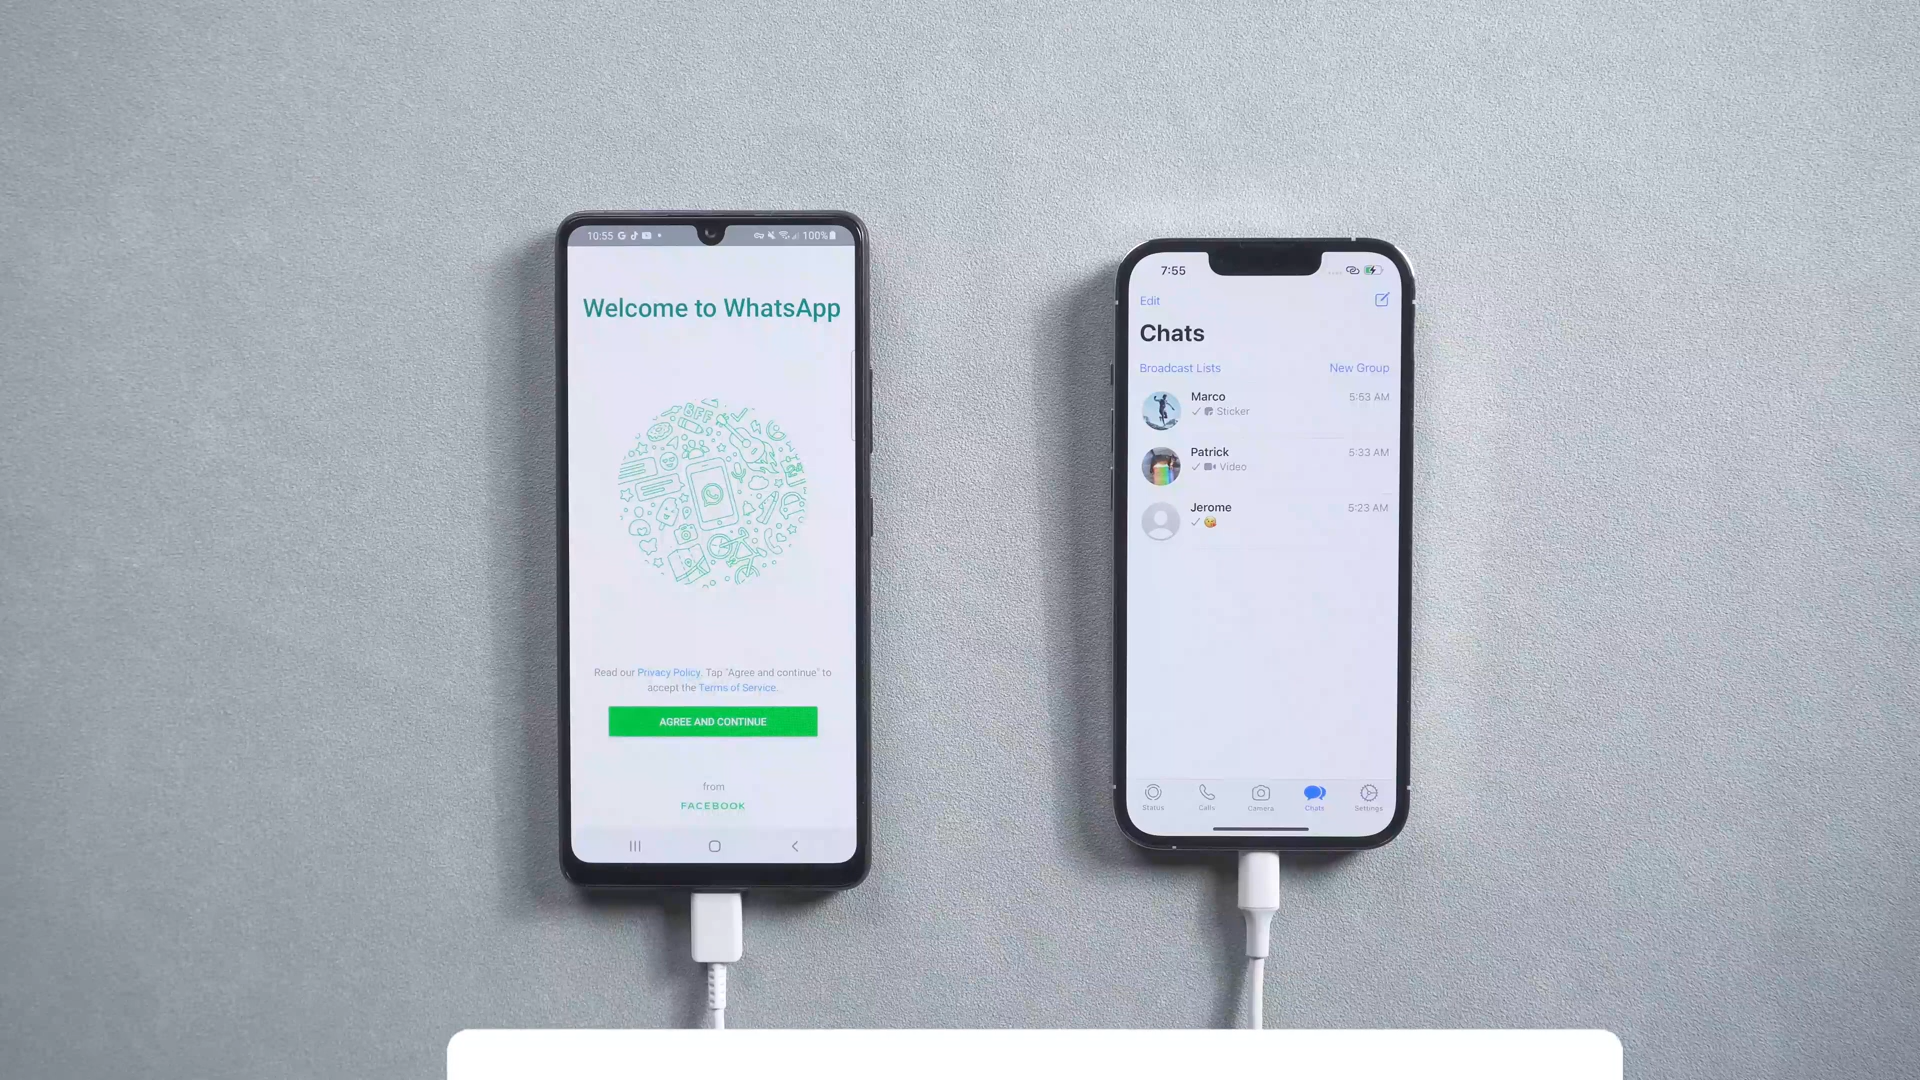 10:55
100%
Welcome to WhatsApp
BFF
Read our Privacy Policy. Tap "Agree and continue" to
accept the Terms of Service.
AGREE AND CONTINUE
from
FACEBOOK
7:55
Edit
Chats
Broadcast Lists
New Group
Marco
5:53 AM
Sticker
Patrick
5:33 AM
Video
Jerome
5:23 AM
Status
Calls
Camera
Chats
Settings